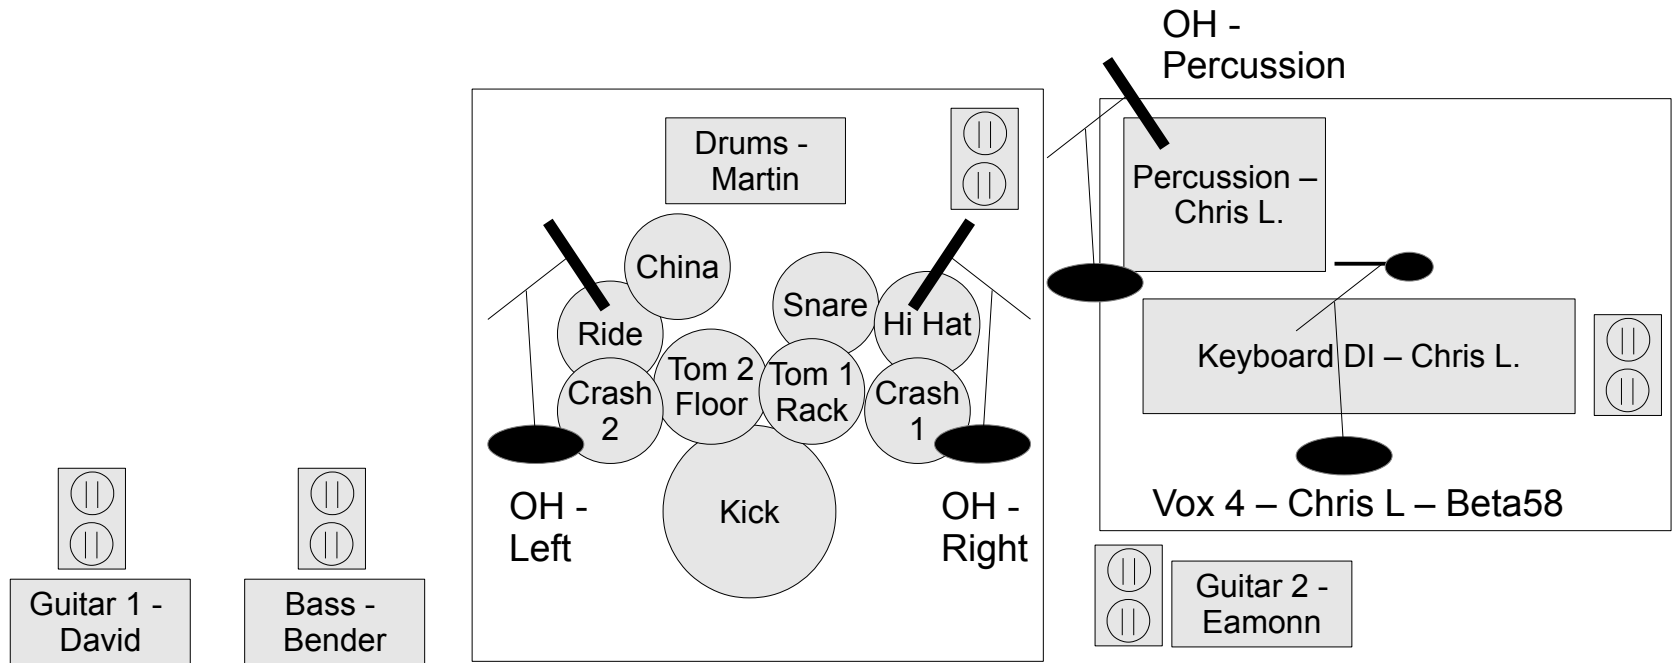 OH -
Percussion
Drums -
Martin
Percussion –
Chris L.
China
Snare
Hi Hat
Ride
Keyboard DI – Chris L.
Tom 2
Floor
Tom 1
Rack
Crash
2
Crash
1
OH -
Left
Kick
OH -
Right
Vox 4 – Chris L – Beta58
Guitar 1 -
David
Bass -
Bender
Guitar 2 -
Eamonn